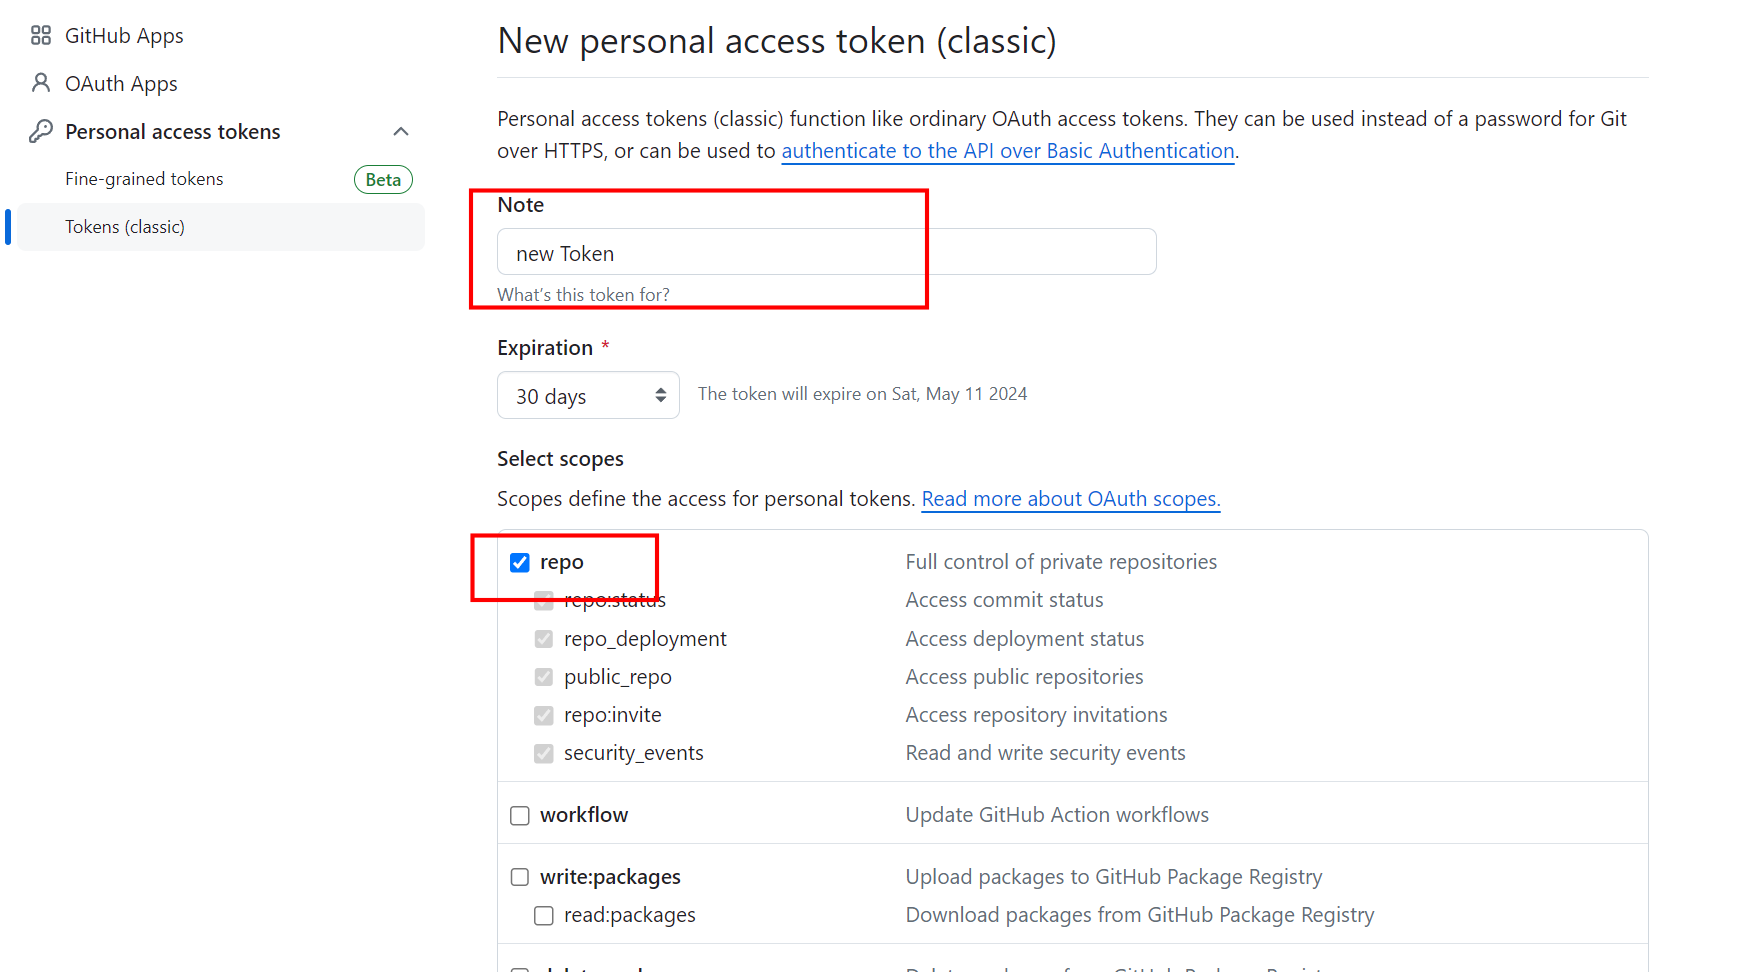 GitHub Apps
OAuth Apps
Personal access tokens
Fine-grained tokens Beta
Tokens (classic)
New personal access token (classic)
Personal access tokens (classic) function like ordinary OAuth access tokens. They can be used instead of a password for Git
over HTTPS, or can be used to authenticate to the API over Basic Authentication.
Note
new Token
What's this token for?
Expiration *
30 days The token will expire on Sat, May 11 2024
Select scopes
Scopes define the access for personal tokens. Read more about OAuth scopes.
repo Full control of private repositories
repo:status Access commit status
repo_deployment Access deployment status
public_repo Access public repositories
repo:invite Access repository invitations
security_events Read and write security events
workflow Update GitHub Action workflows
write:packages Upload packages to GitHub Package Registry
read:packages Download packages from GitHub Package Registry